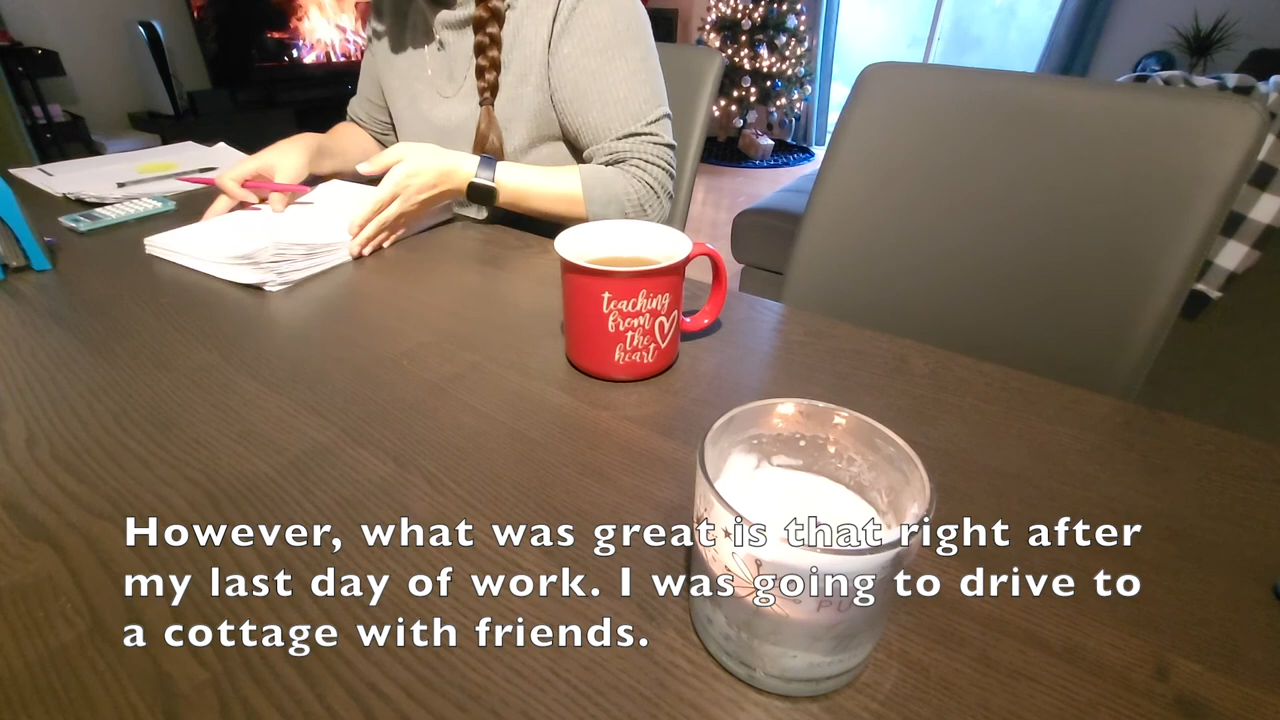 teaching
from
the
heart
However, what was great is that right after
my last day of work. I was going to drive to
a cottage with friends.